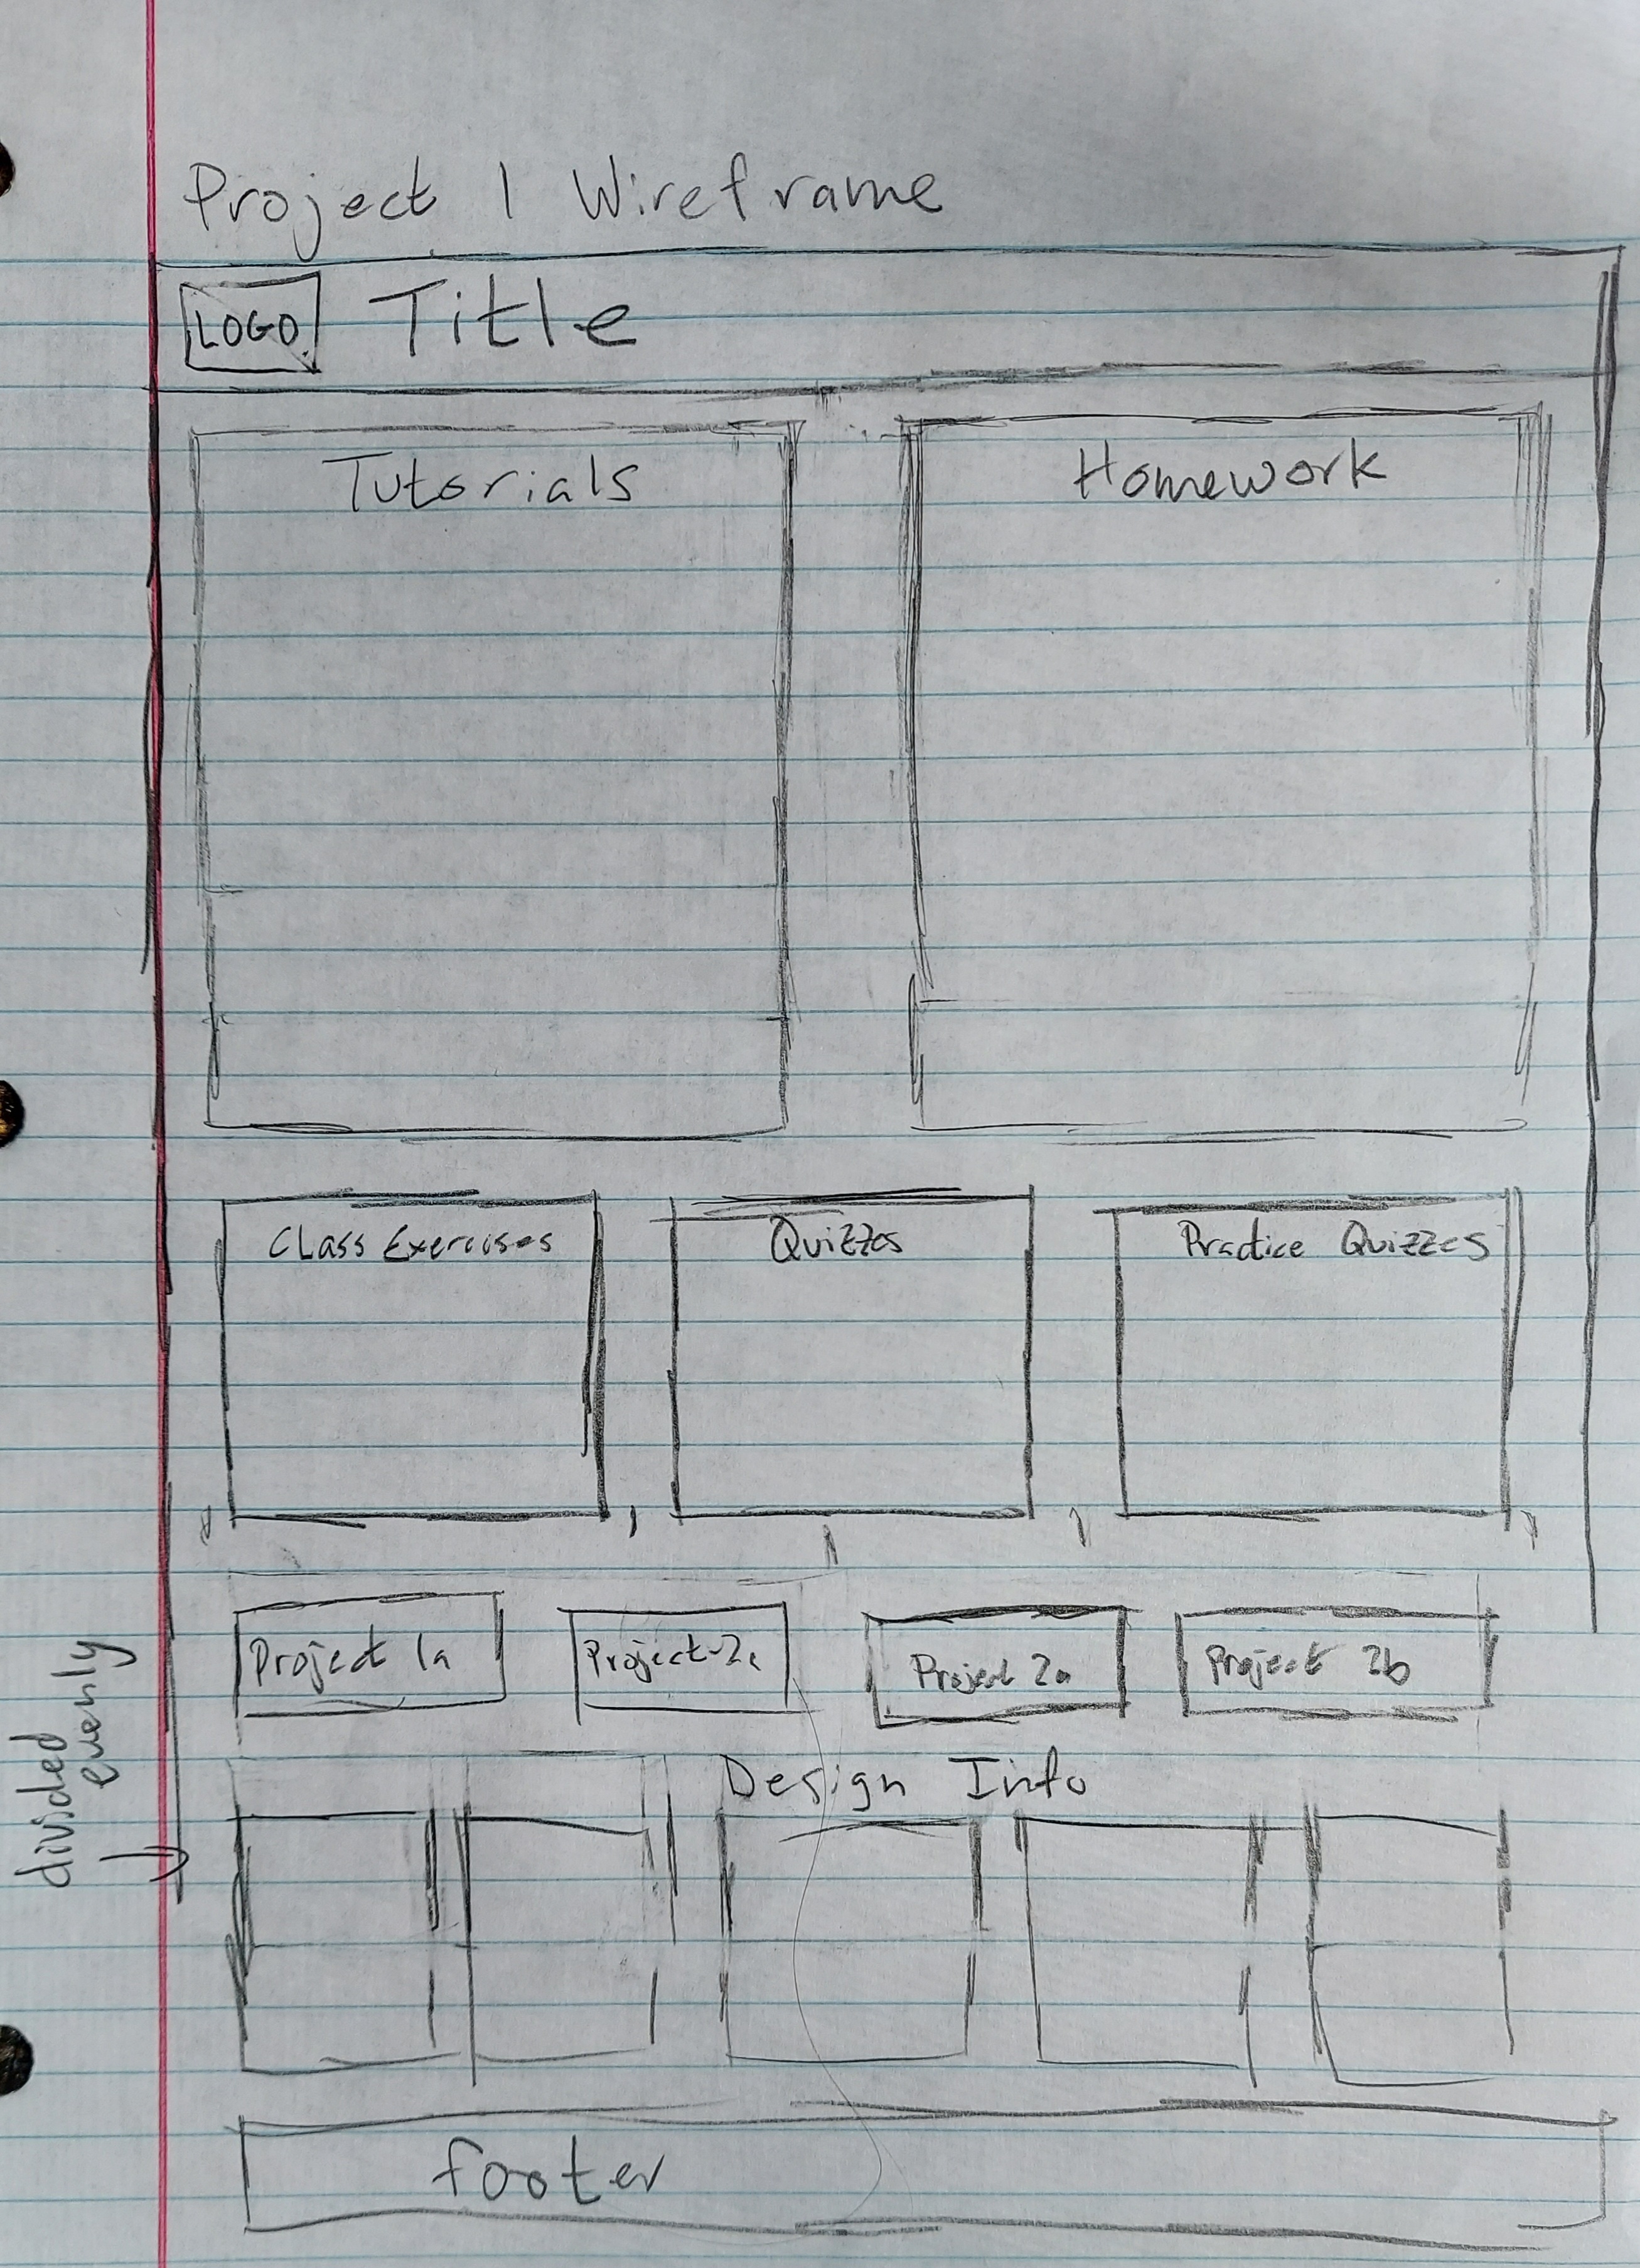 Project 1 Wireframe
LOGO Title
Tutorials Homework
Class Exercises Quizzes Practice Quizzes
Project 1a Project Project 2a Project 2b
divided
evenly
Design Info
footer